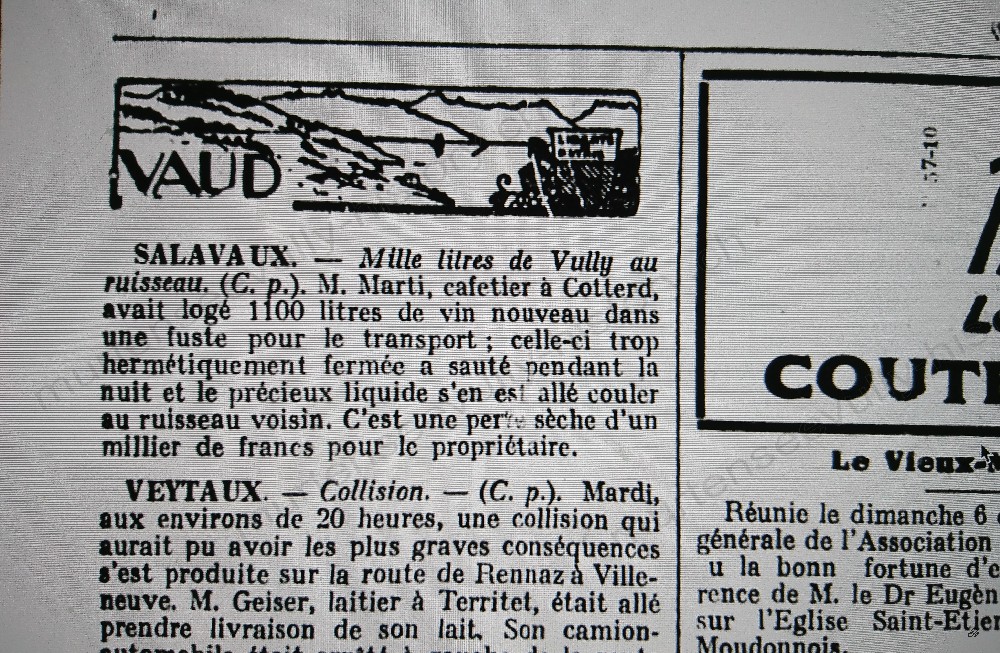 VAUD
SALAVAUX. — Mille litres de Vully au
ruisseau. (C. p.). M. Marti, cafetier à Cotterd,
avait logé 1100 litres de vin nouveau dans
une fuste pour le transport ; celle-ci trop
hermétiquement fermée a sauté pendant la
nuit et le précieux liquide s'en est allé couler
au ruisseau voisin. C'est une perte sèche d'un
millier de francs pour le propriétaire.
VEYTAUX. — Collision. — (C. p.). Mardi,
aux environs de 20 heures, une collision qui
aurait pu avoir les plus graves conséquences
s'est produite sur la route de Rennaz à Ville-
neuve. M. Geiser, laitier à Territet, était allé
prendre livraison de son lait. Son camion-
57-10
COUT
Le Vieux-
Réunie le dimanche 6
générale de l'Association
u la bonn fortune d'
rence de M. le Dr Eugèn
sur l'Eglise Saint-Etie
Moudonnois.